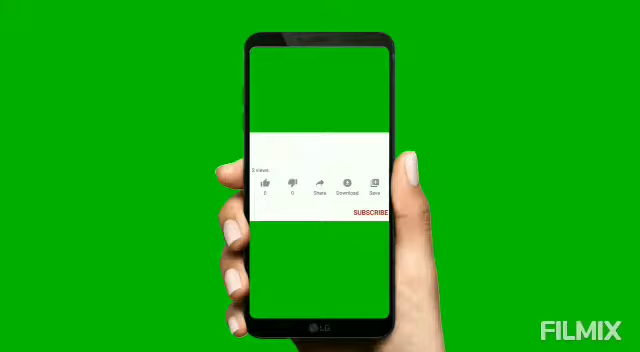 0 views
0 0 Share Download Save
SUBSCRIBE
LG
FILMIX